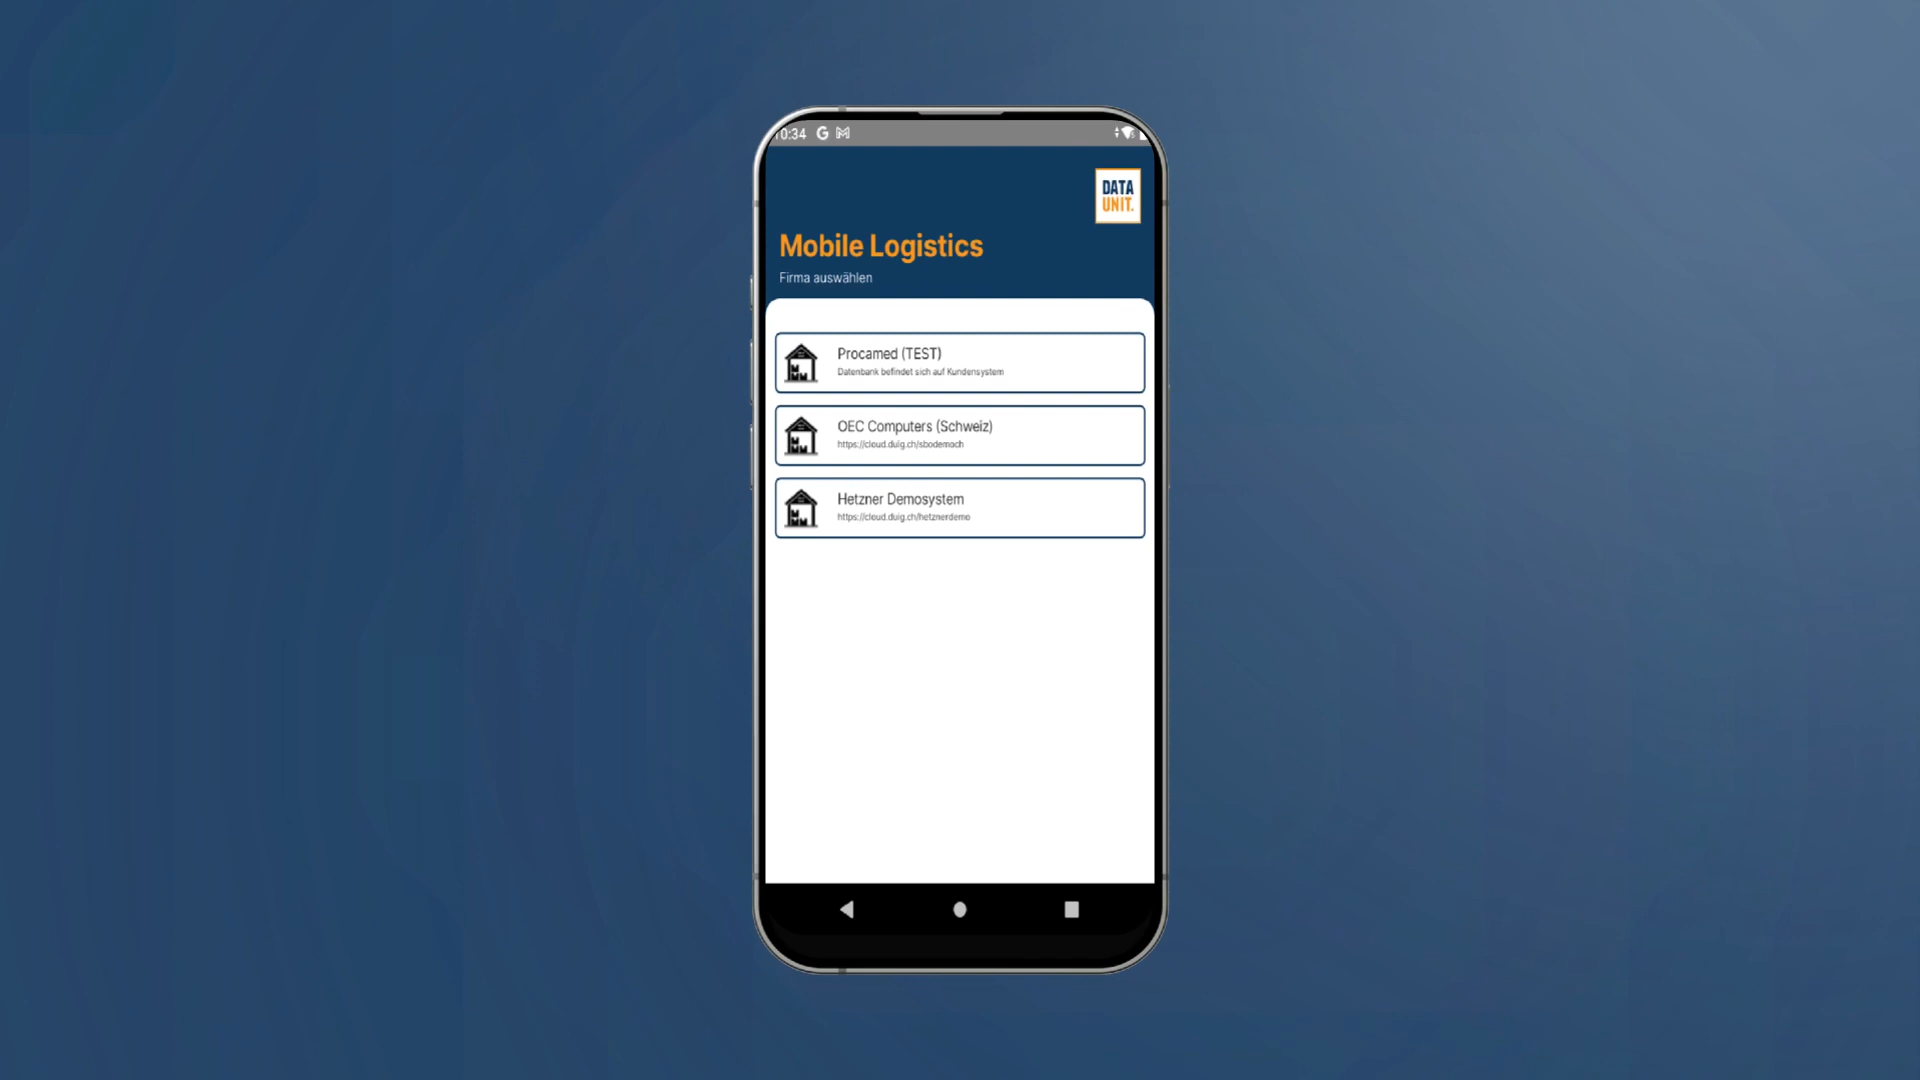 0:34
DATA
UNIT.
Mobile Logistics
Firma auswählen
Procamed (TEST)
Datenbank befindet sich auf Kundensystem
OEC Computers (Schweiz)
https://cloud.duig.ch/sbodemoch
Hetzner Demosystem
https://cloud.duig.ch/hetznerdemo